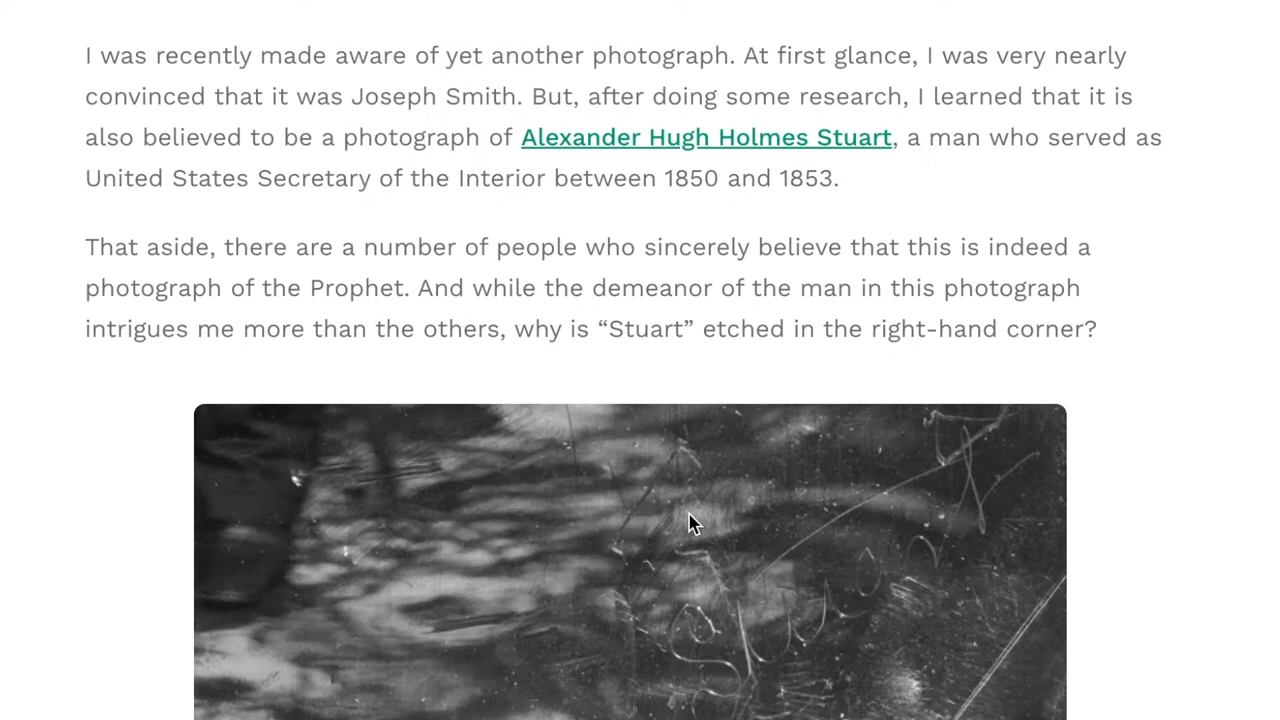 I was recently made aware of yet another photograph. At first glance, I was very nearly
convinced that it was Joseph Smith. But, after doing some research, I learned that it is
also believed to be a photograph of Alexander Hugh Holmes Stuart, a man who served as
United States Secretary of the Interior between 1850 and 1853.
That aside, there are a number of people who sincerely believe that this is indeed a
photograph of the Prophet. And while the demeanor of the man in this photograph
intrigues me more than the others, why is “Stuart” etched in the right-hand corner?
Stuart